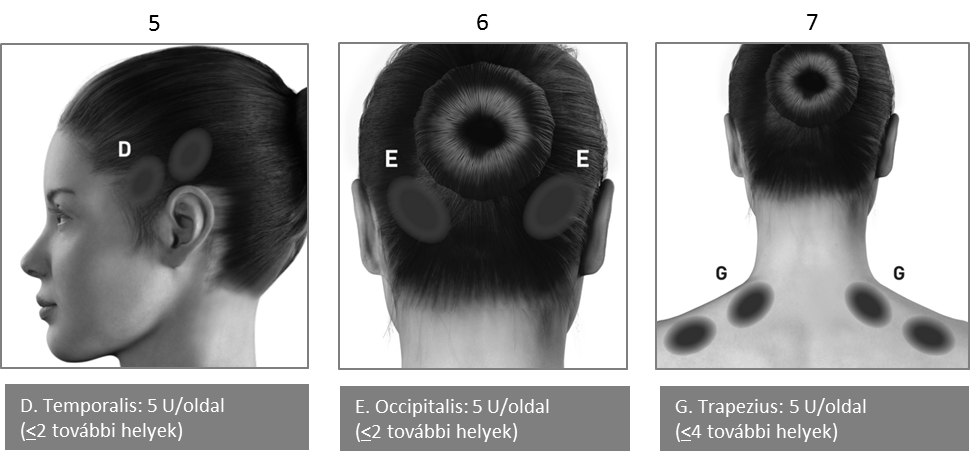 5
6
7
D
E
E
G
G
D. Temporalis: 5 U/oldal
(≤2 további helyek)
E. Occipitalis: 5 U/oldal
(≤2 további helyek)
G. Trapezius: 5 U/oldal
(≤4 további helyek)